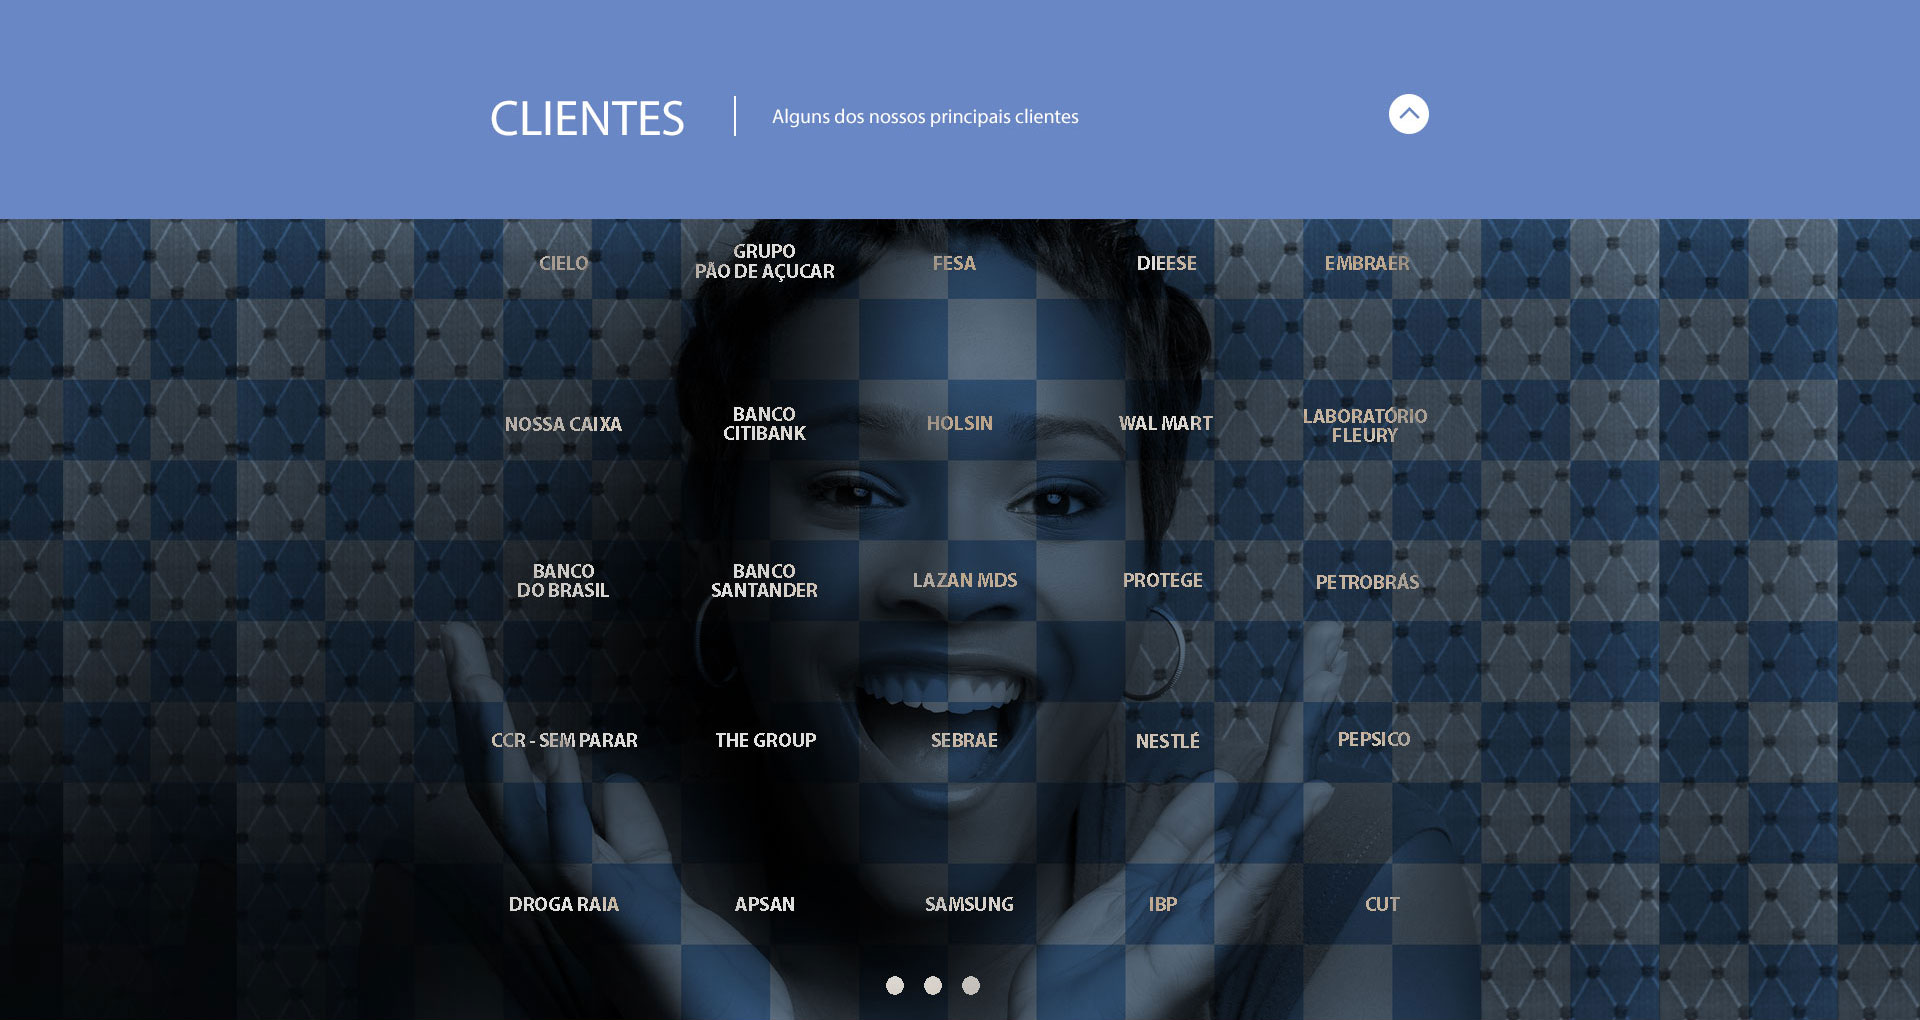 CLIENTES
Alguns dos nossos principais clientes
CIELO
GRUPO
PÃO DE AÇUCAR
FESA
DIEESE
EMBRAER
NOSSA CAIXA
BANCO
CITIBANK
HOLSIN
WAL MART
LABORATÓRIO
FLEURY
BANCO
DO BRASIL
BANCO
SANTANDER
LAZAN MDS
PROTEGE
PETROBRÁS
CCR - SEM PARAR
THE GROUP
SEBRAE
NESTLÉ
PEPSICO
DROGA RAIA
APSAN
SAMSUNG
IBP
CUT